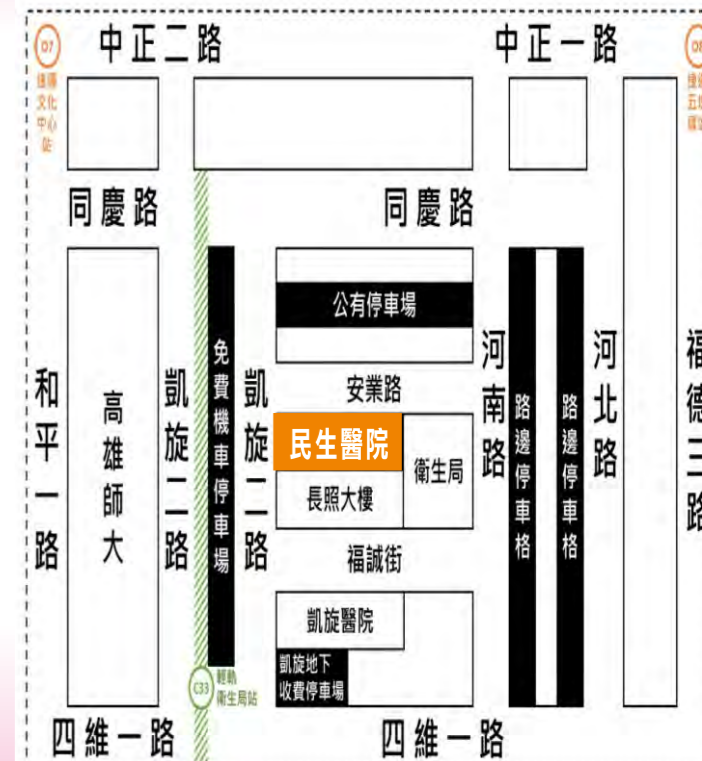 O7
中正二路
中正一路
文化
中心
站
同慶路
同慶路
公有停車場
和平一路
高雄師大
凱旋二路
免費機車停車場
凱旋二路
安業路
民生醫院
長照大樓
衛生局
河南路
路邊停車格
路邊停車格
河北路
福德三路
福誠街
凱旋醫院
凱旋地下
收費停車場
C33
輕軌
衛生局站
四維一路
四維一路